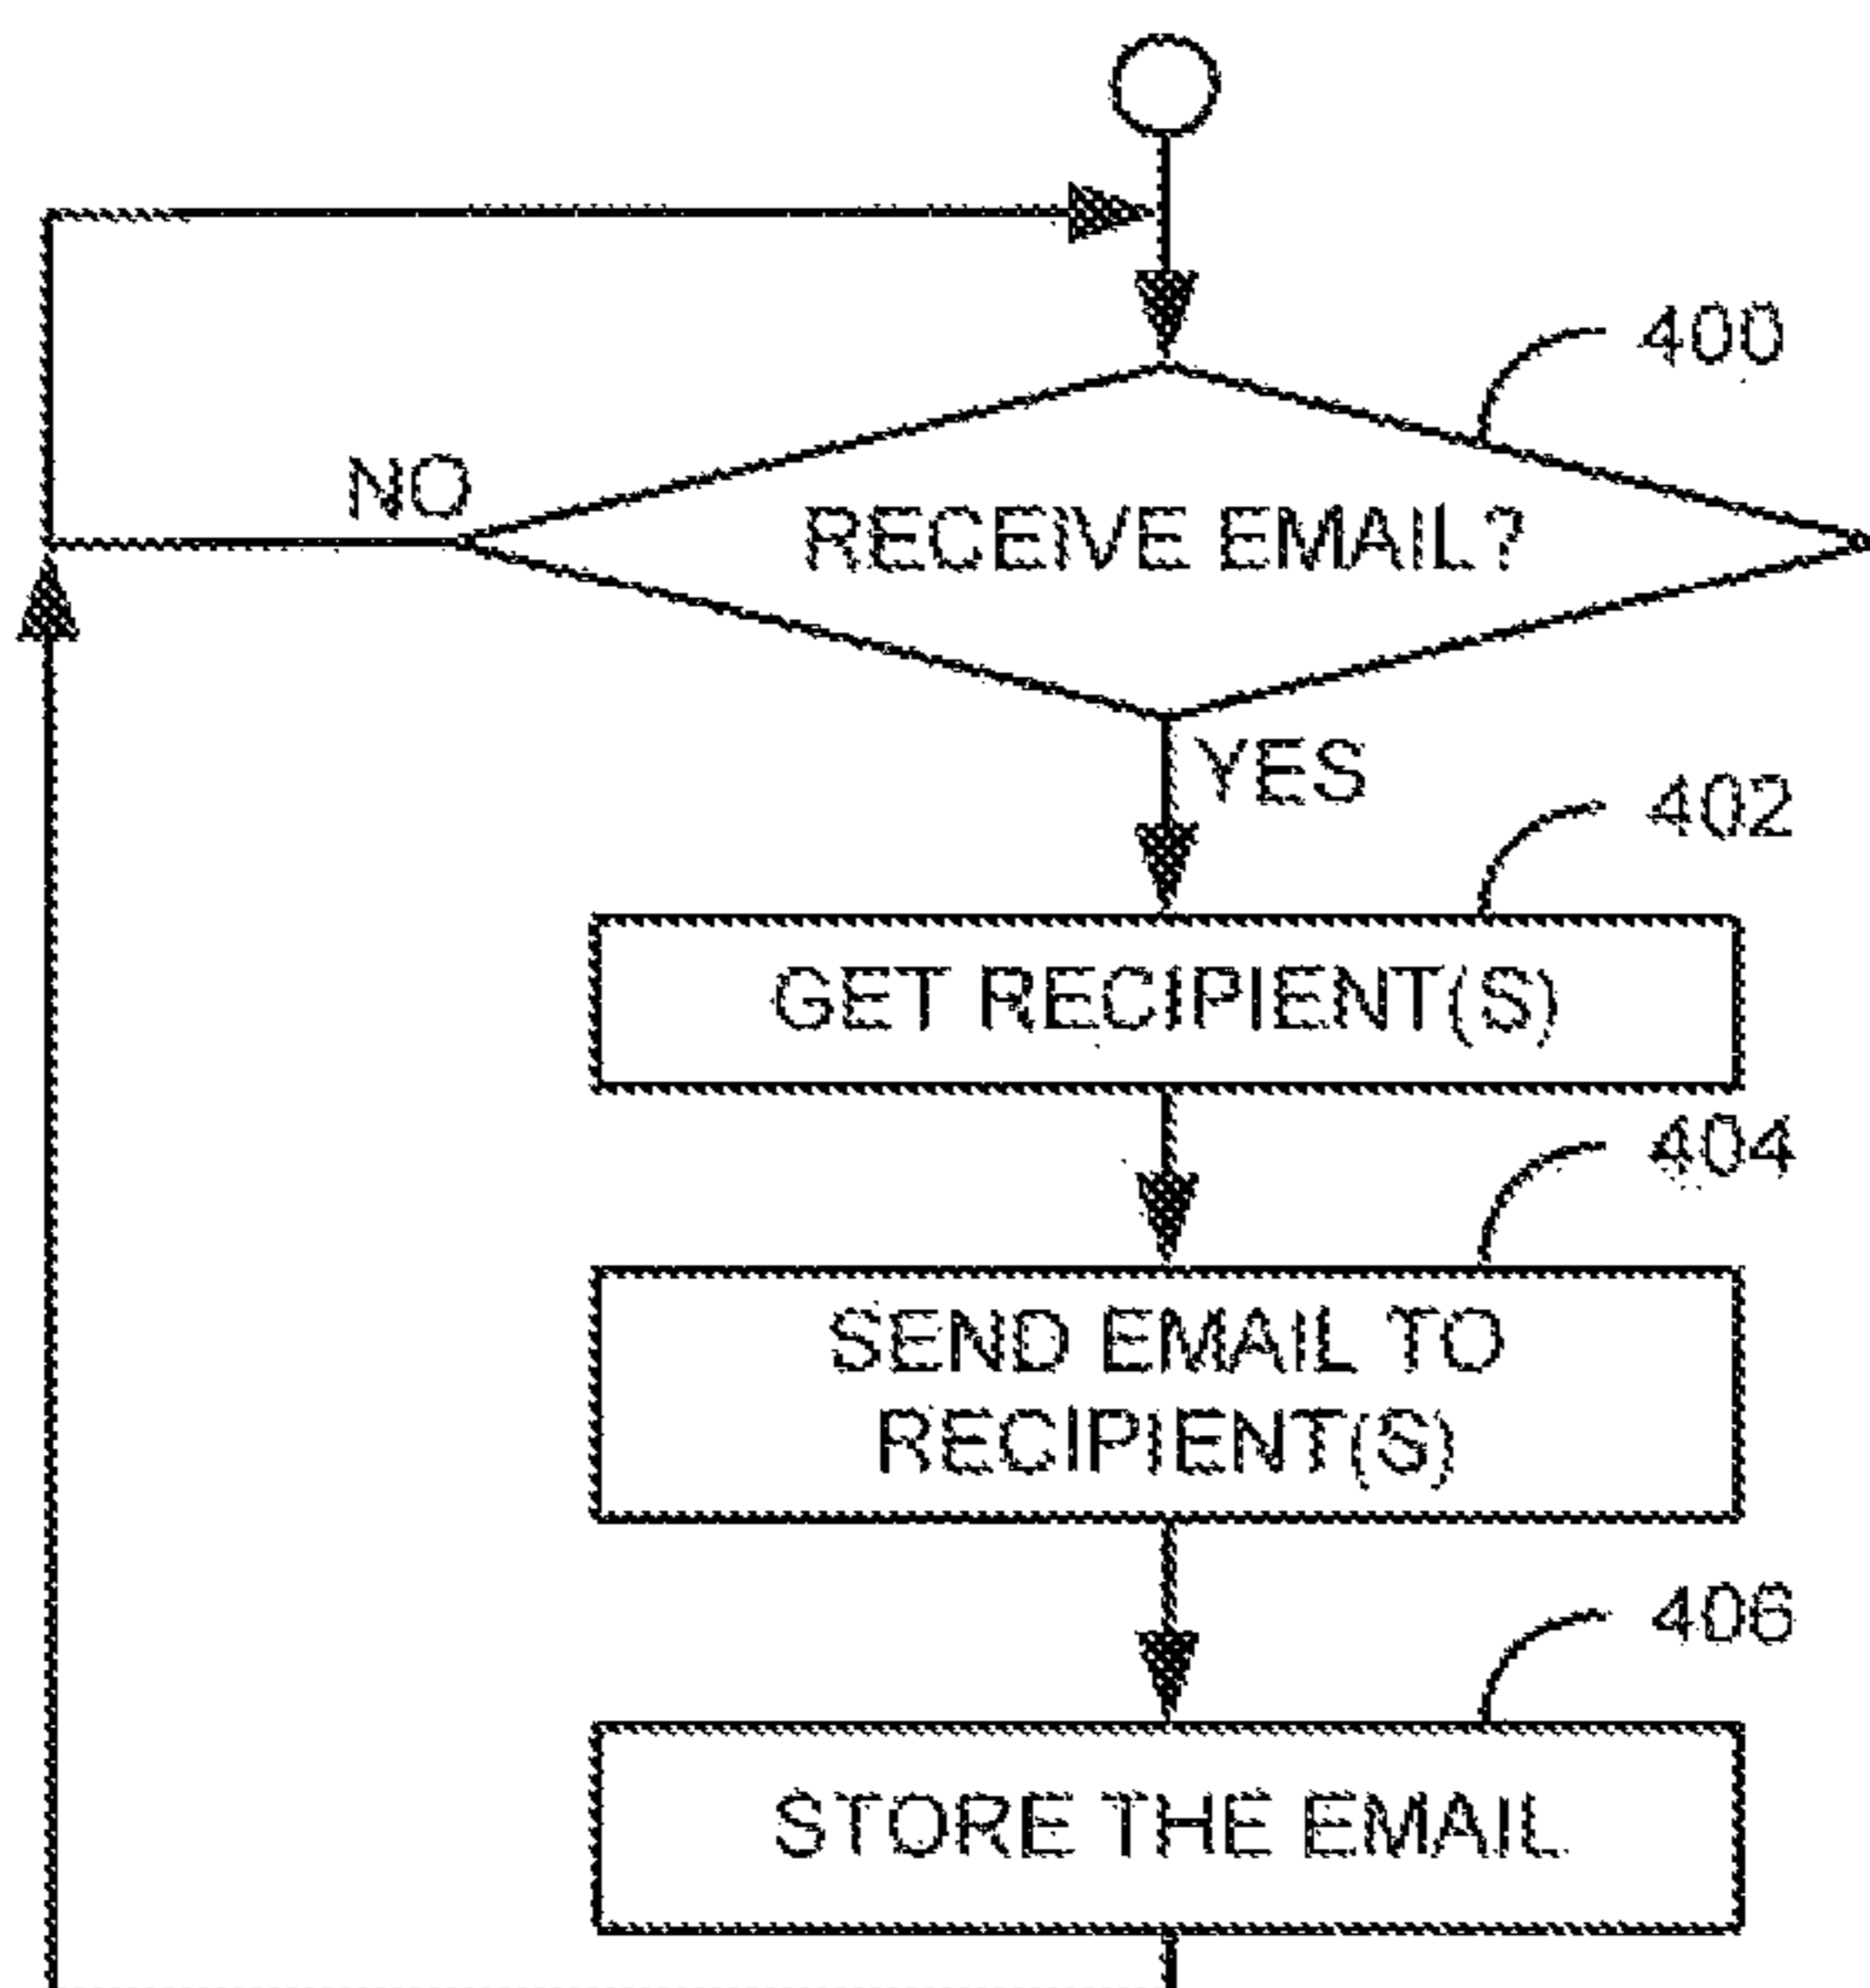 400
NO
RECEIVE EMAIL?
YES
402
GET RECIPIENT(S)
404
SEND EMAIL TO
RECIPIENT(S)
406
STORE THE EMAIL